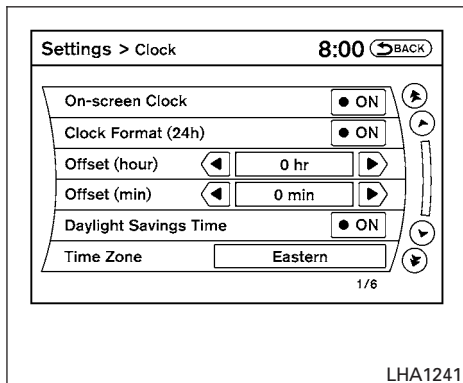 Settings > Clock 8:00 BACK
On-screen Clock ON
Clock Format (24h) ON
Offset (hour) 0 hr
Offset (min) 0 min
Daylight Savings Time ON
Time Zone Eastern
1/6
LHA1241